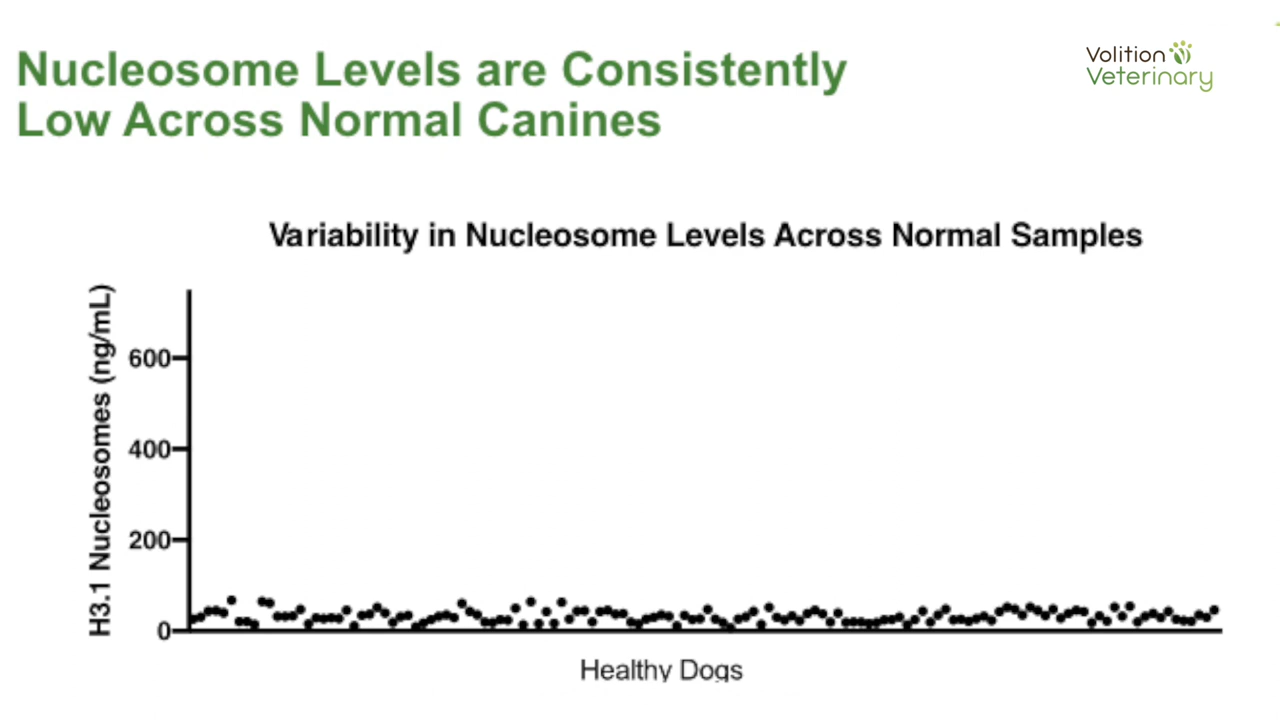 Nucleosome Levels are Consistently
Low Across Normal Canines
Volition
Veterinary
Variability in Nucleosome Levels Across Normal Samples
H3.1 Nucleosomes (ng/mL)
600
400
200
0
Healthy Dogs